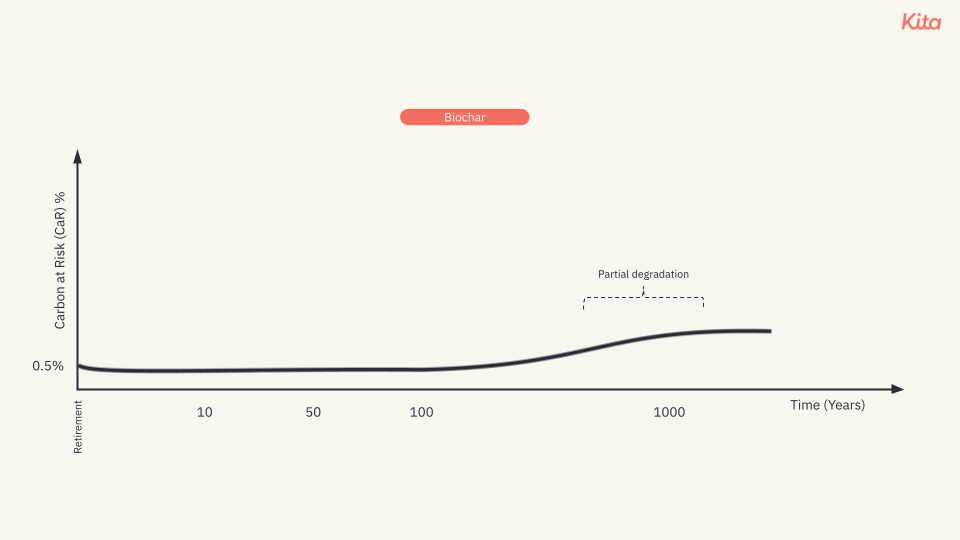 Kita
Biochar
Carbon at Risk (CaR) %
Partial degradation
0.5%
Retirement
10
50
100
1000
Time (Years)